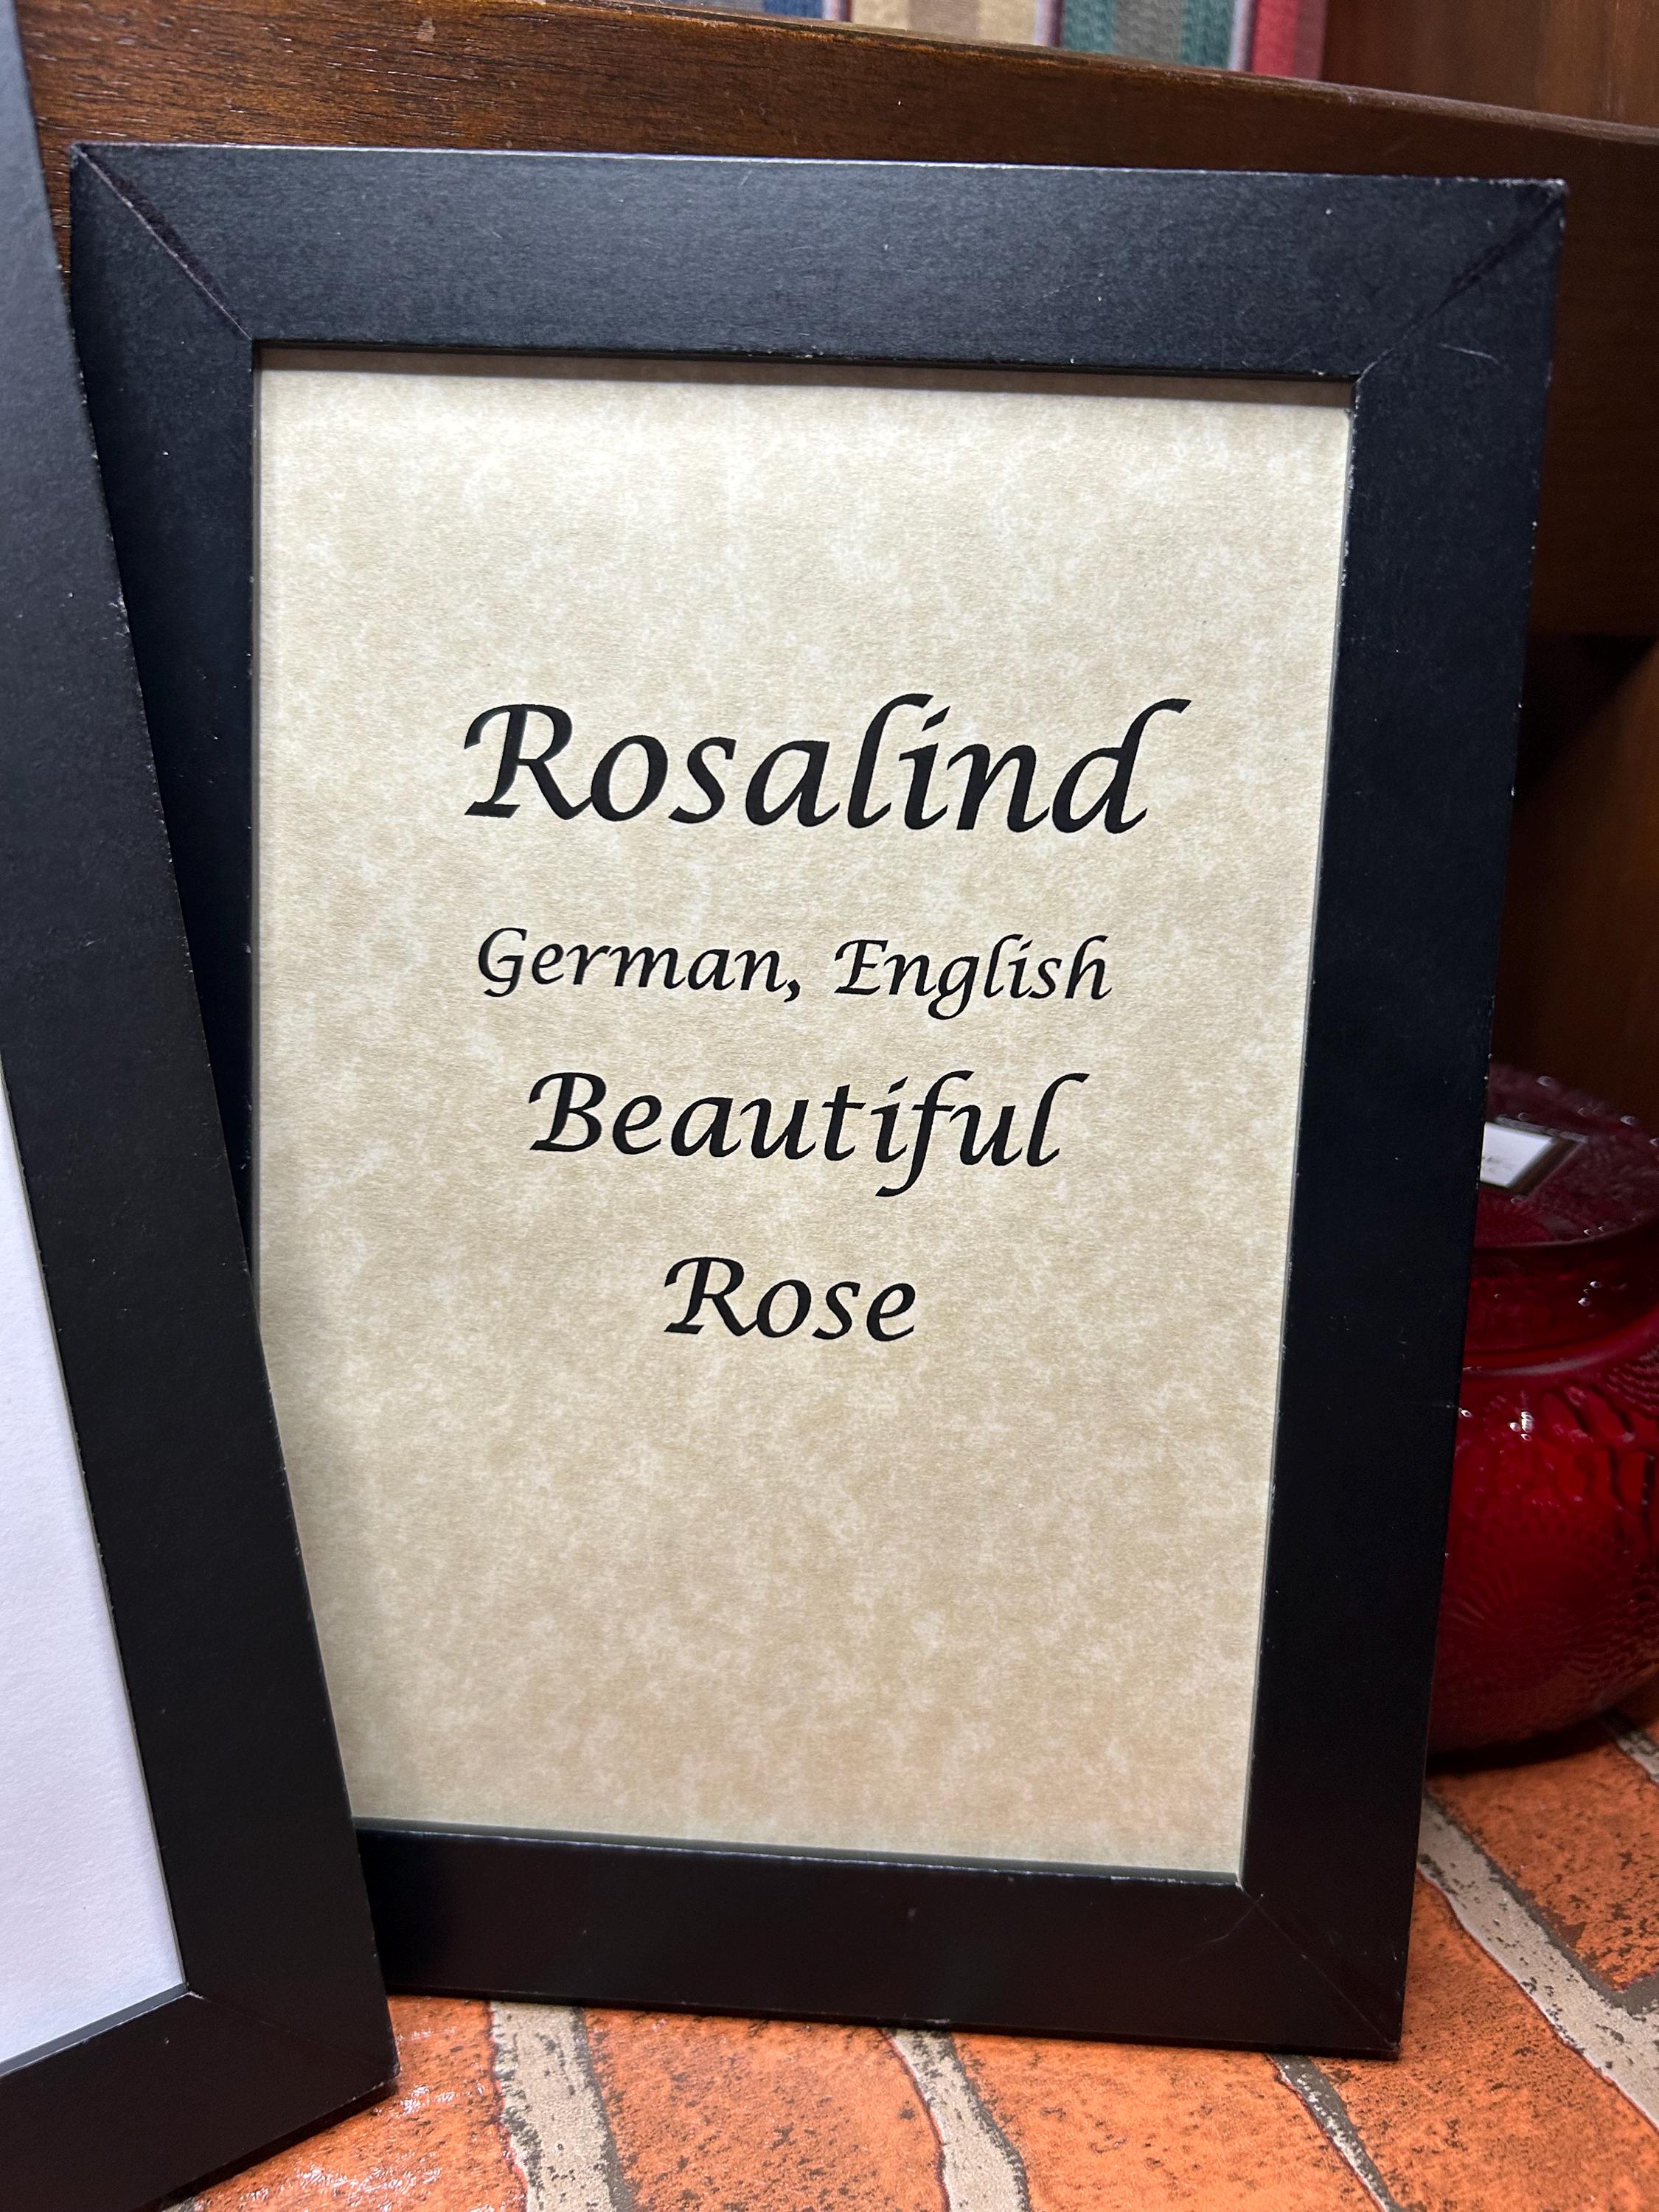 Rosalind
German, English
Beautiful
Rose